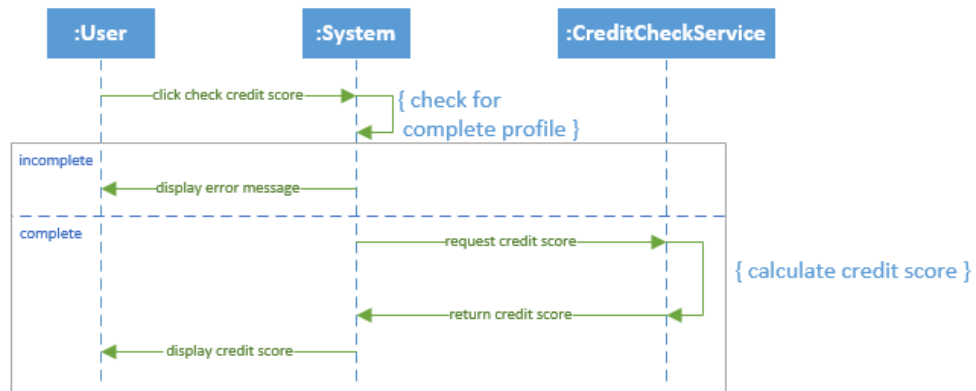 :User
:System
:CreditCheckService
click check credit score
{ check for
complete profile }
incomplete
display error message
complete
request credit score
{ calculate credit score }
return credit score
display credit score